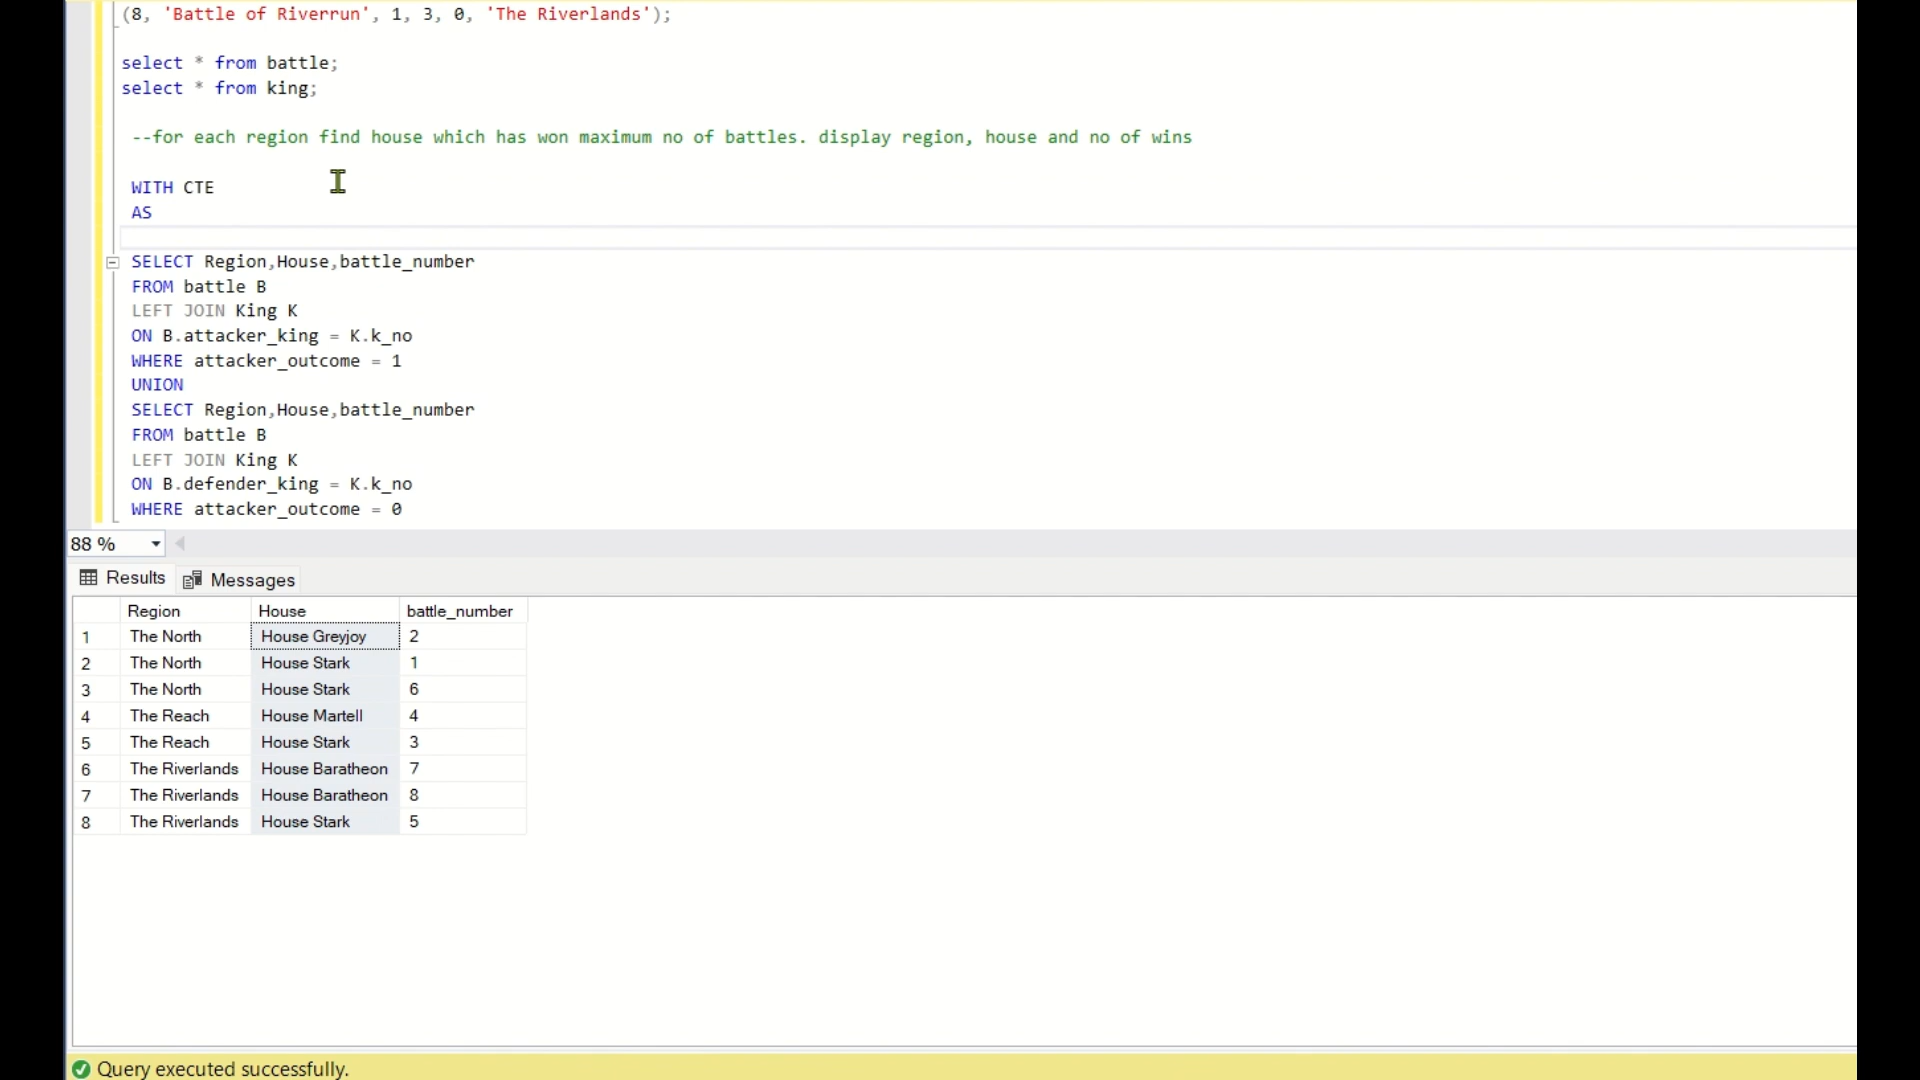 (8, 'Battle of Riverrun', 1, 3, 0, 'The Riverlands');
select * from battle;
select * from king;
--for each region find house which has won maximum no of battles. display region, house and no of wins
WITH CTE
AS
SELECT Region,House,battle_number
FROM battle B
LEFT JOIN King K
ON B.attacker_king = K.k_no
WHERE attacker_outcome = 1
UNION
SELECT Region,House,battle_number
FROM battle B
LEFT JOIN King K
ON B.defender_king = K.k_no
WHERE attacker_outcome = 0
88 %
Results Messages
Region House battle_number
1 The North House Greyjoy 2
2 The North House Stark 1
3 The North House Stark 6
4 The Reach House Martell 4
5 The Reach House Stark 3
6 The Riverlands House Baratheon 7
7 The Riverlands House Baratheon 8
8 The Riverlands House Stark 5
Query executed successfully.